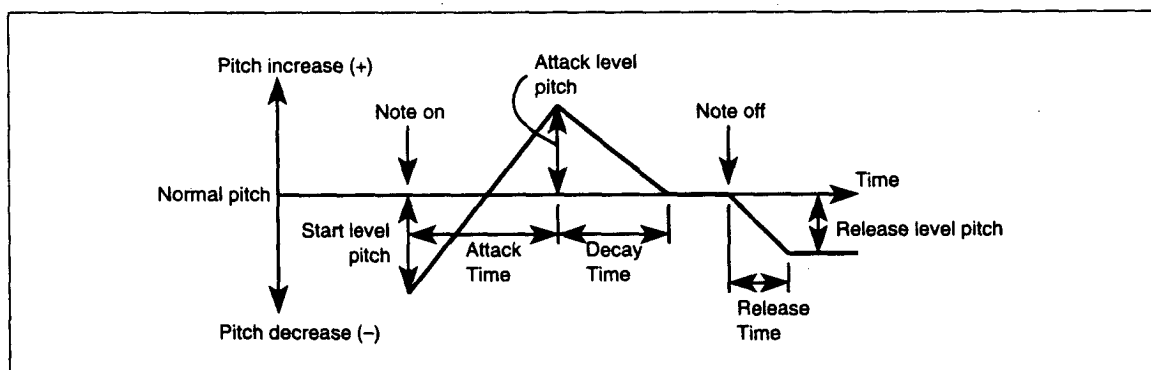 Pitch increase (+)
Attack level
pitch
Note on
Note off
Normal pitch
Time
Start level
pitch
Attack
Time
Decay
Time
Release level pitch
Release
Time
Pitch decrease (–)